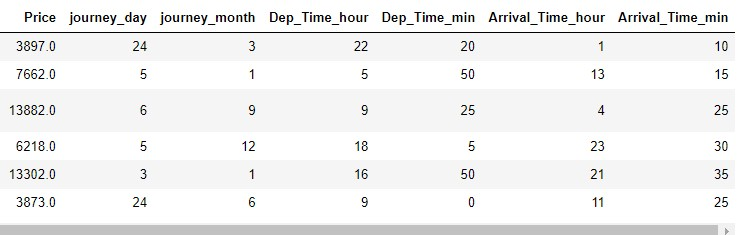 Price journey_day journey_month Dep_Time_hour Dep_Time_min Arrival_Time_hour Arrival_Time_min
3897.0 24 3 22 20 1 10
7662.0 5 1 5 50 13 15
13882.0 6 9 9 25 4 25
6218.0 5 12 18 5 23 30
13302.0 3 1 16 50 21 35
3873.0 24 6 9 0 11 25